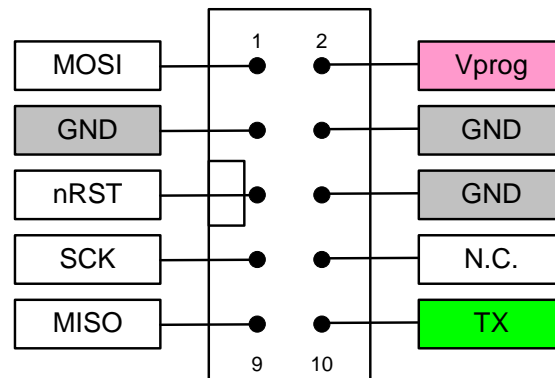 1 2
MOSI Vprog
GND GND
nRST GND
SCK N.C.
MISO TX
9 10